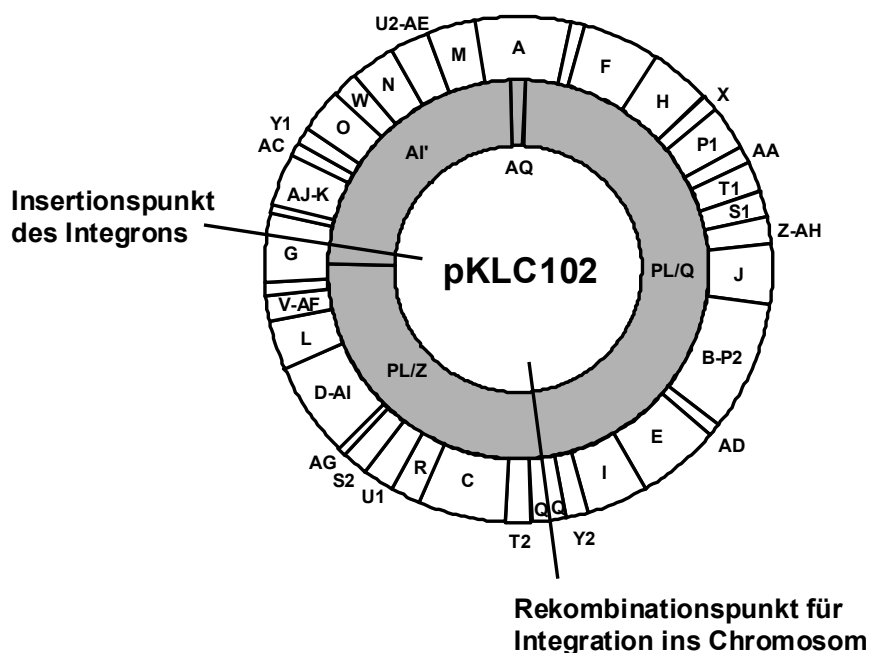 U2-AE
M
A
F
H
X
P1
AA
T1
S1
Z-AH
J
B-P2
AD
E
I
Y2
Q
Q
T2
C
R
U1
S2
AG
D-AI
L
V-AF
G
AJ-K
AC
Y1
O
W
N
AI'
AQ
PL/Q
PL/Z
pKLC102
Insertionspunkt
des Integrons
Rekombinationspunkt für
Integration ins Chromosom